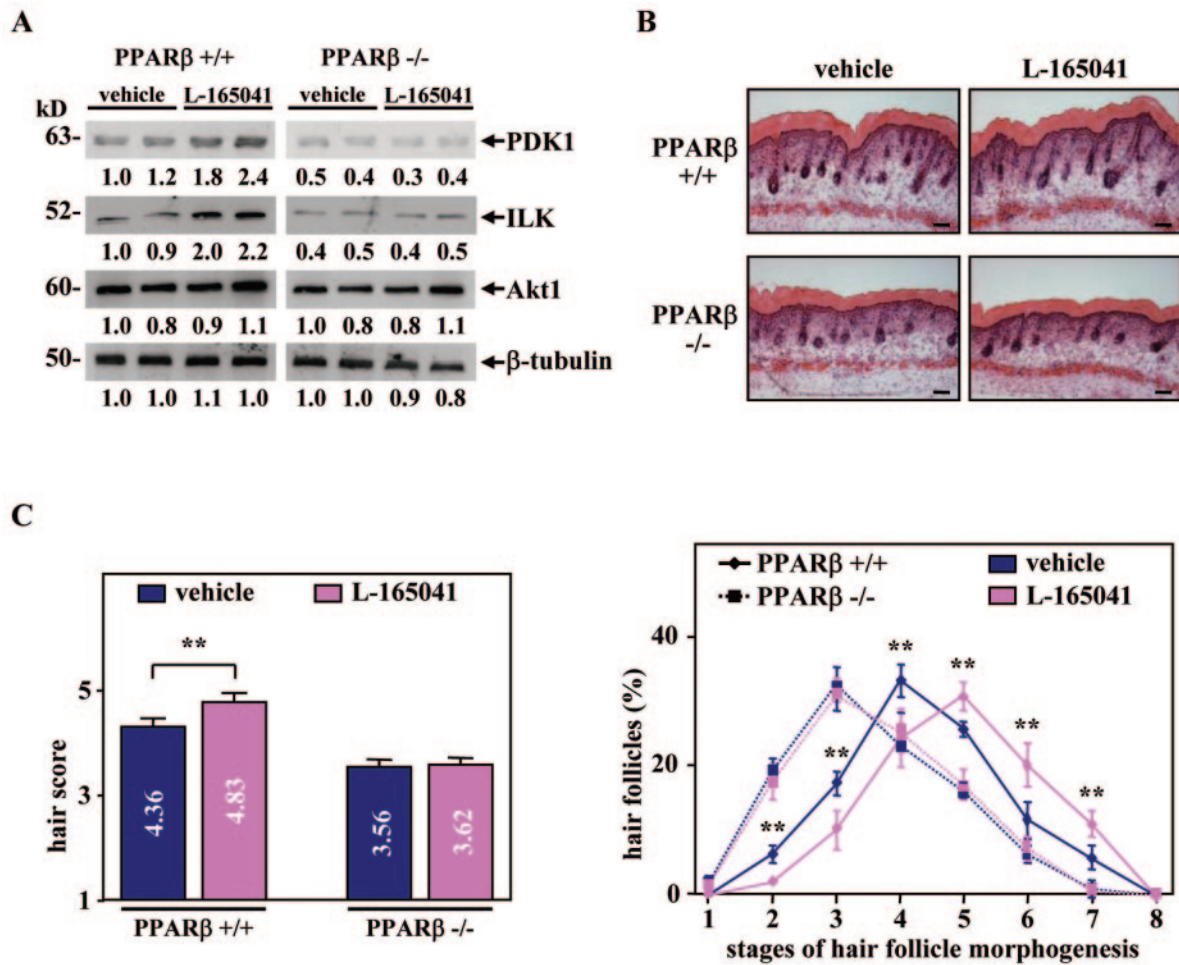 A
PPARβ +/+ PPARβ -/-
kD vehicle L-165041 vehicle L-165041
63- PDK1
1.0 1.2 1.8 2.4 0.5 0.4 0.3 0.4
52- ILK
1.0 0.9 2.0 2.2 0.4 0.5 0.4 0.5
60- Akt1
1.0 0.8 0.9 1.1 1.0 0.8 0.8 1.1
50- β-tubulin
1.0 1.0 1.1 1.0 1.0 1.0 0.9 0.8
B
vehicle L-165041
PPARβ
+/+
PPARβ
-/-
C
vehicle L-165041
**
5
3
1
hair score
4.36 4.83 3.56 3.62
PPARβ +/+ PPARβ -/-
PPARβ +/+ vehicle
PPARβ -/- L-165041
40
20
0
hair follicles (%)
** ** ** ** ** **
1 2 3 4 5 6 7 8
stages of hair follicle morphogenesis